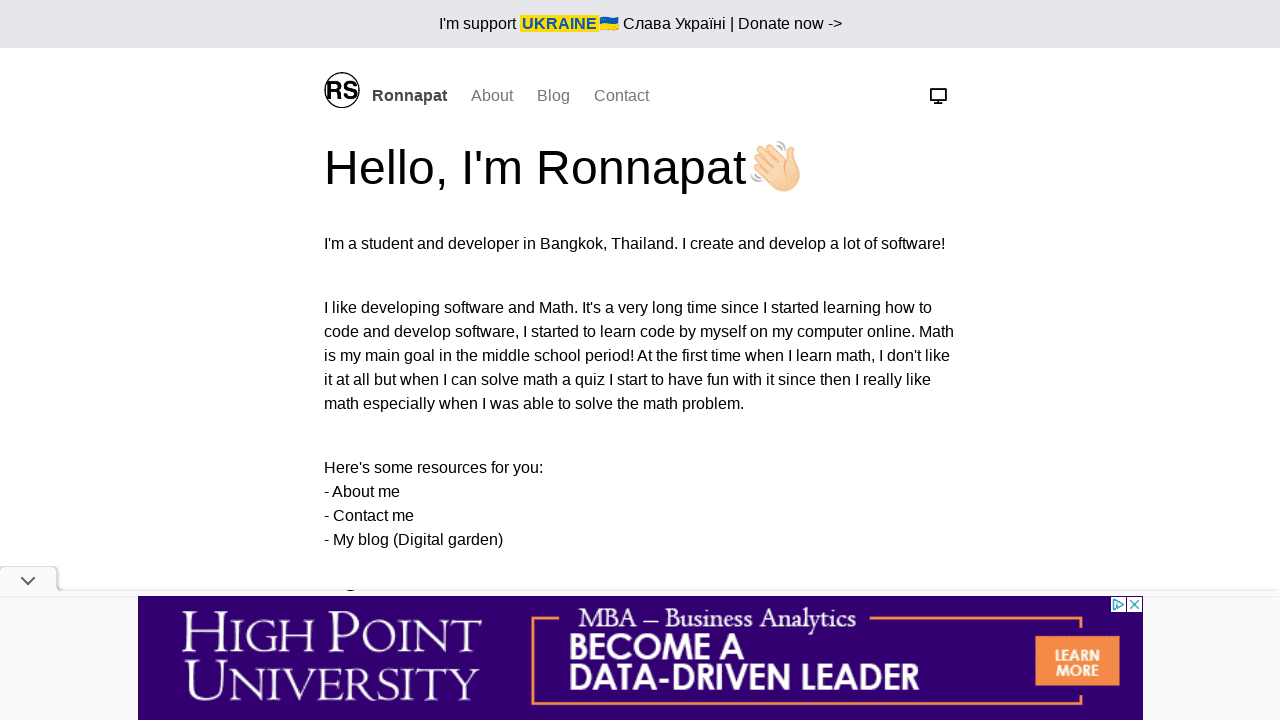 I'm support UKRAINE🇺🇦 Слава Україні | Donate now ->
RS Ronnapat About Blog Contact
Hello, I'm Ronnapat👋🏻
I'm a student and developer in Bangkok, Thailand. I create and develop a lot of software!
I like developing software and Math. It's a very long time since I started learning how to
code and develop software, I started to learn code by myself on my computer online. Math
is my main goal in the middle school period! At the first time when I learn math, I don't like
it at all but when I can solve math a quiz I start to have fun with it since then I really like
math especially when I was able to solve the math problem.
Here's some resources for you:
- About me
- Contact me
- My blog (Digital garden)
HIGH POINT
UNIVERSITY
MBA – Business Analytics
BECOME A
DATA-DRIVEN LEADER
LEARN
MORE